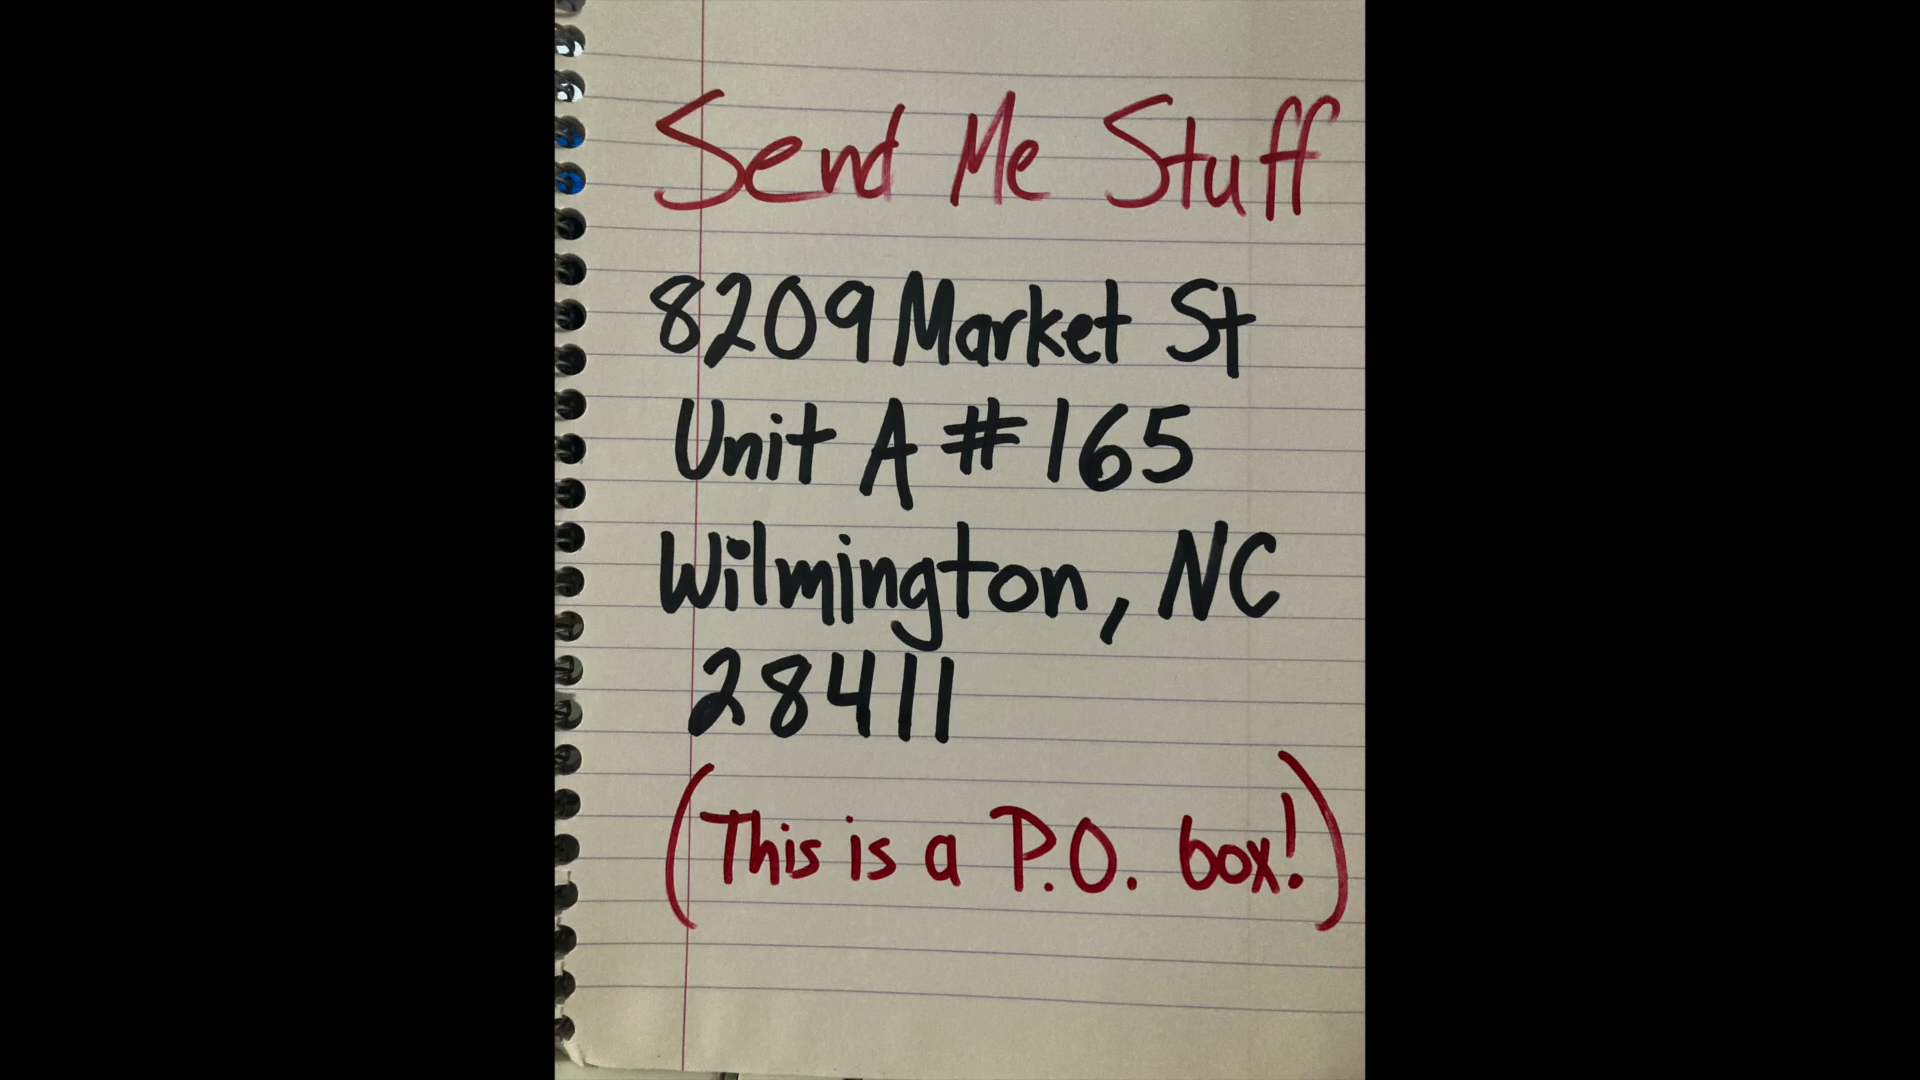 Send Me Stuff
8209 Market St
Unit A #165
Wilmington, NC
28411
(This is a P.O. box!)